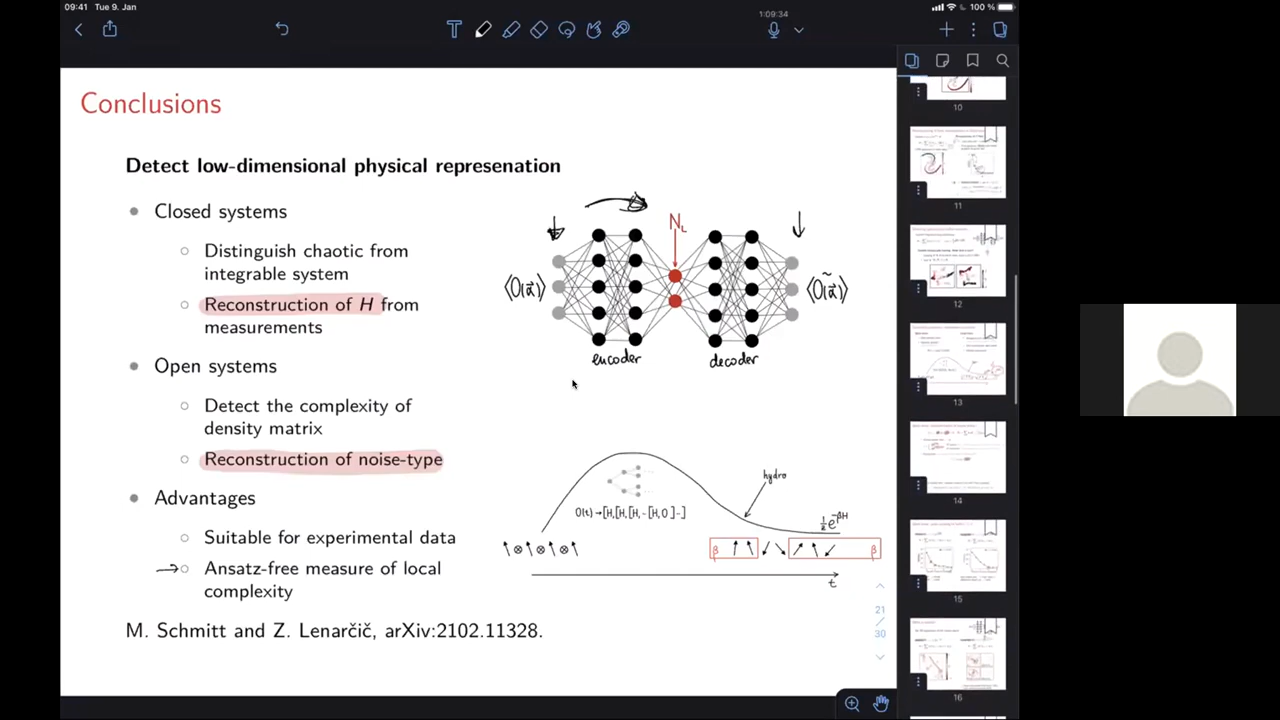 09:41 Tue 9. Jan
100 %
1:09:34
Conclusions
Detect low-dimensional physical represenation
Closed systems
Distinguish chaotic from
integrable system
Reconstruction of H from
measurements
Open systems
Detect the complexity of
density matrix
Reconstruction of noise-type
Advantages
Suitable for experimental data
Ansatz-free measure of local
complexity
M. Schmitt and Z. Lenarčič, arXiv:2102.11328
N_L
⟨O(α⃗)⟩
⟨Õ(α⃗)⟩
encoder
decoder
hydro
O(t)→[H,[H,[H,-[H,O]-]
β
β
t
21
/
30
10
11
12
13
14
15
16